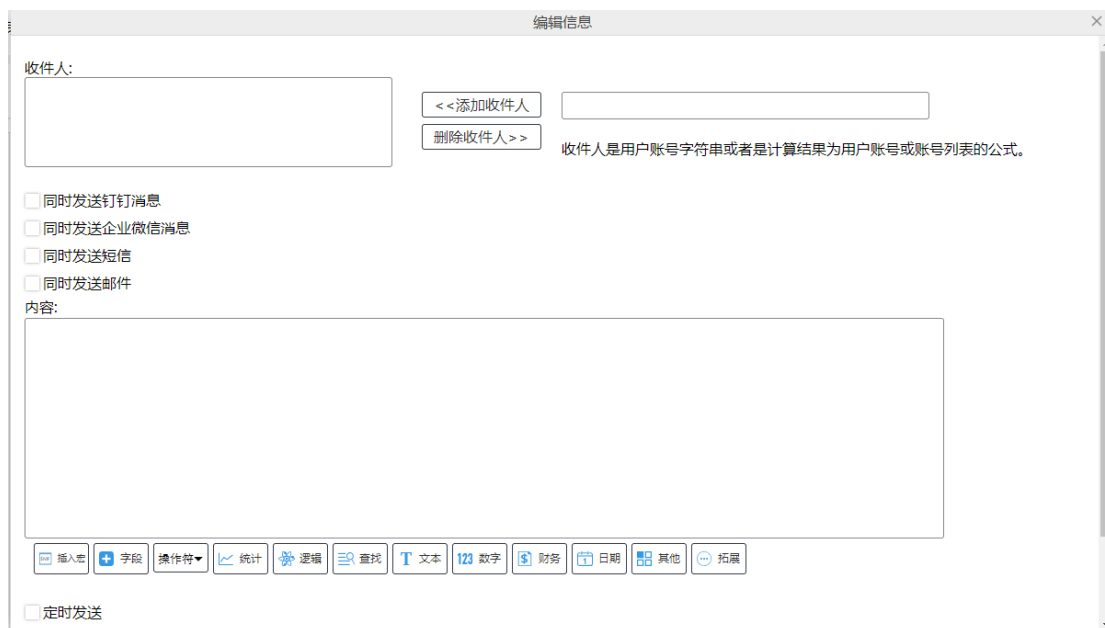 编辑信息
收件人:
<<添加收件人
删除收件人>>
收件人是用户账号字符串或者是计算结果为用户账号或账号列表的公式。
同时发送钉钉消息
同时发送企业微信消息
同时发送短信
同时发送邮件
内容:
插入宏 字段 操作符 统计 逻辑 查找 T 文本 123 数字 $ 财务 日期 其他 拓展
定时发送